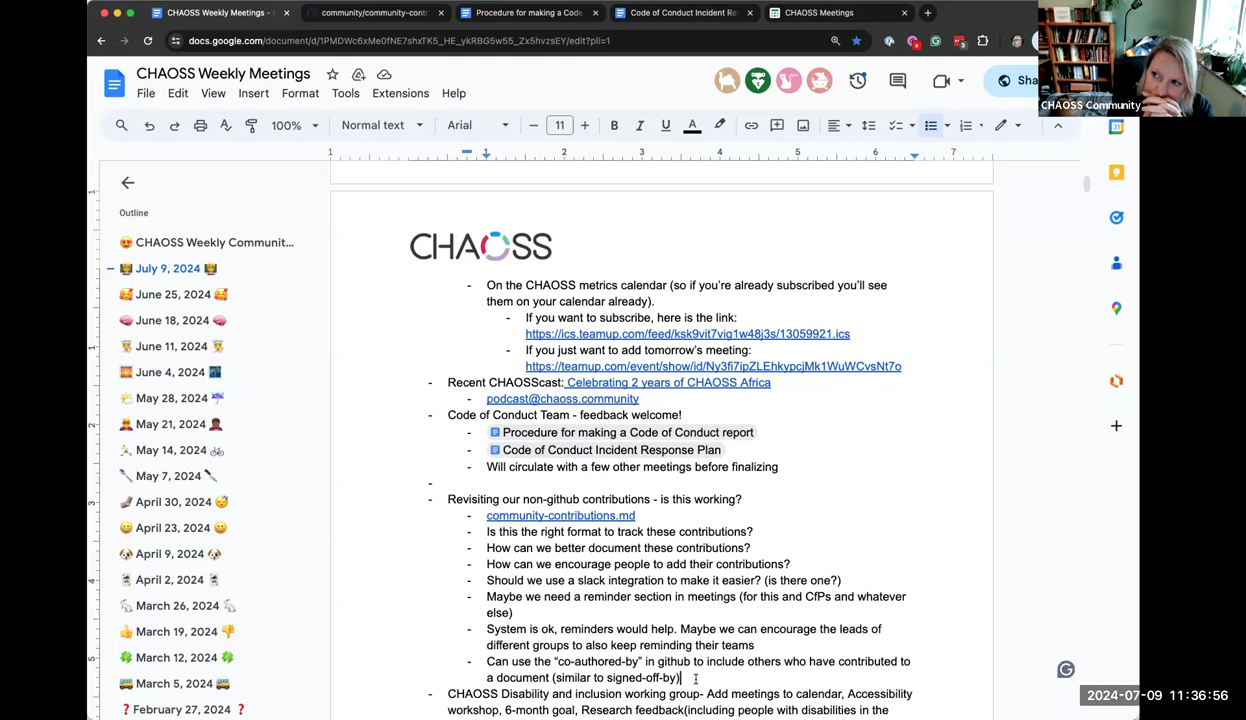 CHAOSS Weekly Meetings -
community/community-contri
Procedure for making a Code
Code of Conduct Incident Re
CHAOSS Meetings
docs.google.com/document/d/1PMDWc6xMe0fNE7shxTK5_HE_ykRBG5w55_Zx5hvzsEY/edit?pli=1
CHAOSS Weekly Meetings
File Edit View Insert Format Tools Extensions Help
Sha
CHAOSS Community
100% Normal text Arial 11
B I U A
1 1 2 3 4 5 6 7
Outline
CHAOSS Weekly Communit...
July 9, 2024
June 25, 2024
June 18, 2024
June 11, 2024
June 4, 2024
May 28, 2024
May 21, 2024
May 14, 2024
May 7, 2024
April 30, 2024
April 23, 2024
April 9, 2024
April 2, 2024
March 26, 2024
March 19, 2024
March 12, 2024
March 5, 2024
February 27, 2024
CHAOSS
- On the CHAOSS metrics calendar (so if you're already subscribed you'll see
them on your calendar already).
- If you want to subscribe, here is the link:
https://ics.teamup.com/feed/ksk9vit7vig1w48j3s/13059921.ics
- If you just want to add tomorrow's meeting:
https://teamup.com/event/show/id/Ny3fi7ipZLEhkypcjMk1WuWCvsNt7o
- Recent CHAOSScast: Celebrating 2 years of CHAOSS Africa
- podcast@chaoss.community
- Code of Conduct Team - feedback welcome!
- Procedure for making a Code of Conduct report
- Code of Conduct Incident Response Plan
- Will circulate with a few other meetings before finalizing
-
- Revisiting our non-github contributions - is this working?
- community-contributions.md
- Is this the right format to track these contributions?
- How can we better document these contributions?
- How can we encourage people to add their contributions?
- Should we use a slack integration to make it easier? (is there one?)
- Maybe we need a reminder section in meetings (for this and CfPs and whatever
else)
- System is ok, reminders would help. Maybe we can encourage the leads of
different groups to also keep reminding their teams
- Can use the "co-authored-by" in github to include others who have contributed to
a document (similar to signed-off-by)
- CHAOSS Disability and inclusion working group- Add meetings to calendar, Accessibility
workshop, 6-month goal, Research feedback(including people with disabilities in the
2024-07-09 11:36:56